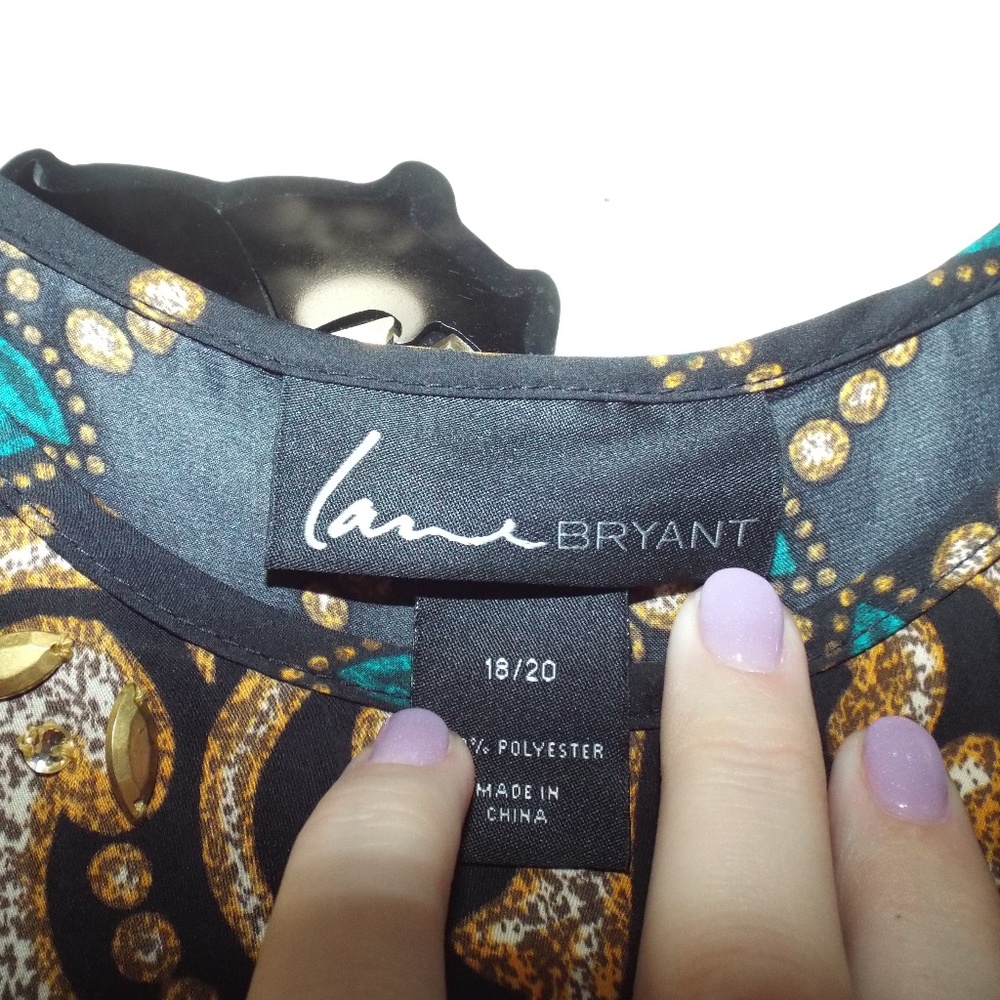 lane BRYANT
18/20
% POLYESTER
MADE IN
CHINA